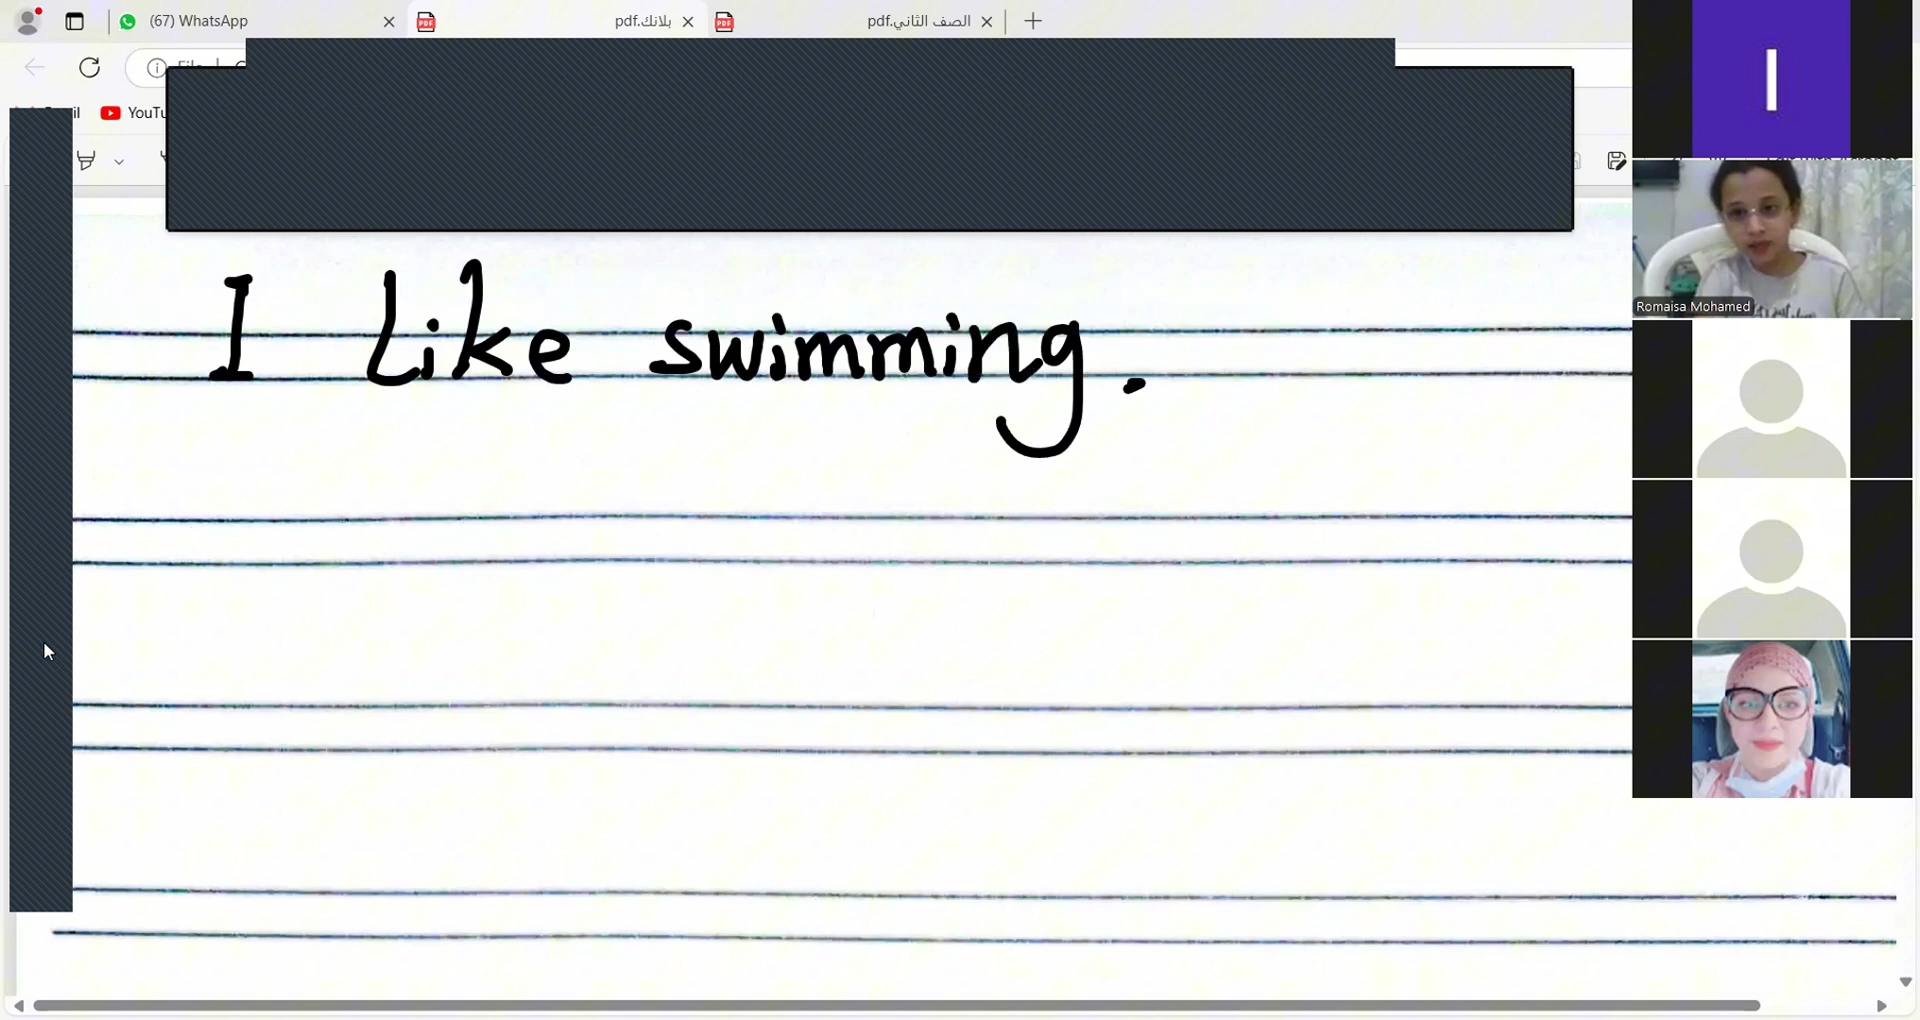 (67) WhatsApp
بلانك.pdf
الصف الثاني.pdf
YouTu
I
I like swimming.
Romaisa Mohamed